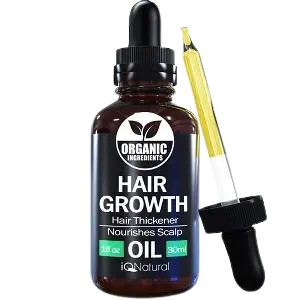 ORGANIC
INGREDIENTS
HAIR
GROWTH
Hair Thickener
Nourishes Scalp
1fl oz OIL 30ml
iQNatural